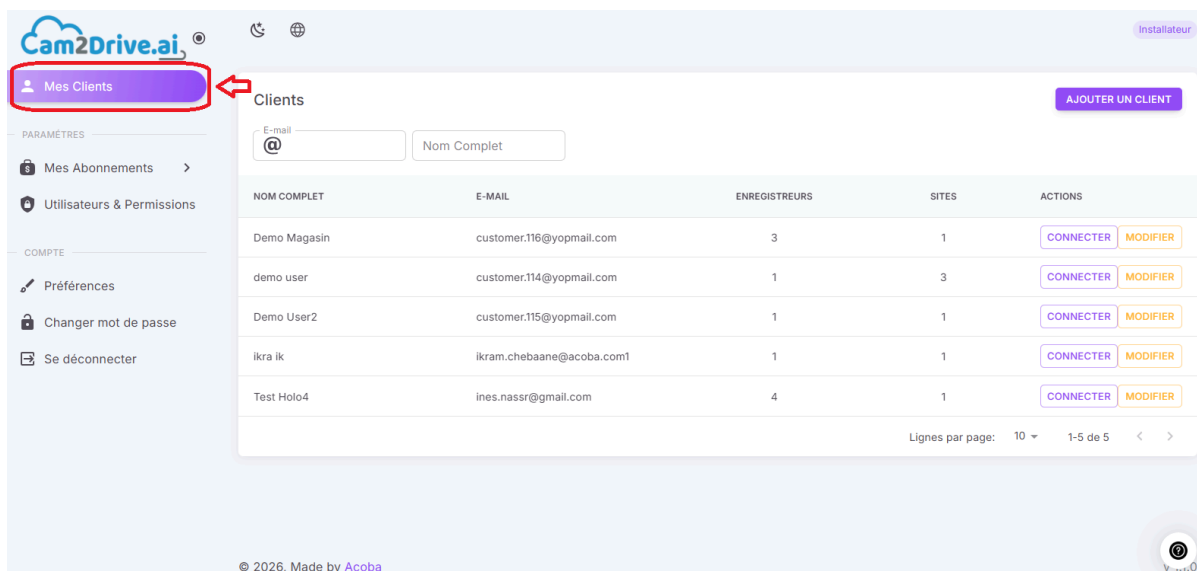 Cam2Drive.ai
Installateur
Mes Clients
Clients
AJOUTER UN CLIENT
PARAMÉTRES
E-mail
@
Nom Complet
Mes Abonnements
Utilisateurs & Permissions
NOM COMPLET E-MAIL ENREGISTREURS SITES ACTIONS
Demo Magasin customer.116@yopmail.com 3 1 CONNECTER MODIFIER
COMPTE
demo user customer.114@yopmail.com 1 3 CONNECTER MODIFIER
Préférences
Demo User2 customer.115@yopmail.com 1 1 CONNECTER MODIFIER
Changer mot de passe
ikra ik ikram.chebaane@acoba.com1 1 1 CONNECTER MODIFIER
Se déconnecter
Test Holo4 ines.nassr@gmail.com 4 1 CONNECTER MODIFIER
Lignes par page: 10 1-5 de 5
© 2026, Made by Acoba